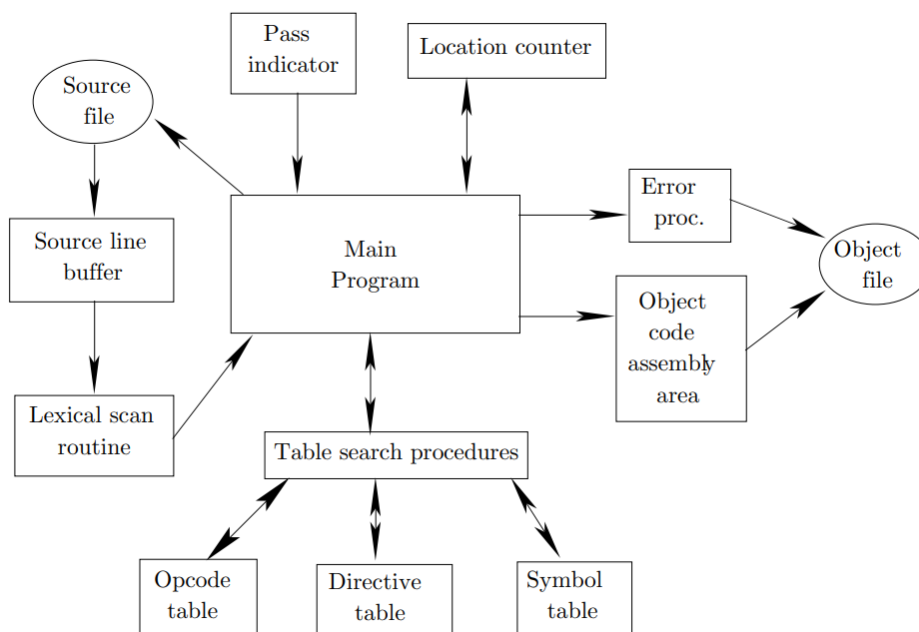 Pass
indicator
Location counter
Source
file
Error
proc.
Source line
buffer
Main
Program
Object
file
Object
code
assembly
area
Lexical scan
routine
Table search procedures
Opcode
table
Directive
table
Symbol
table